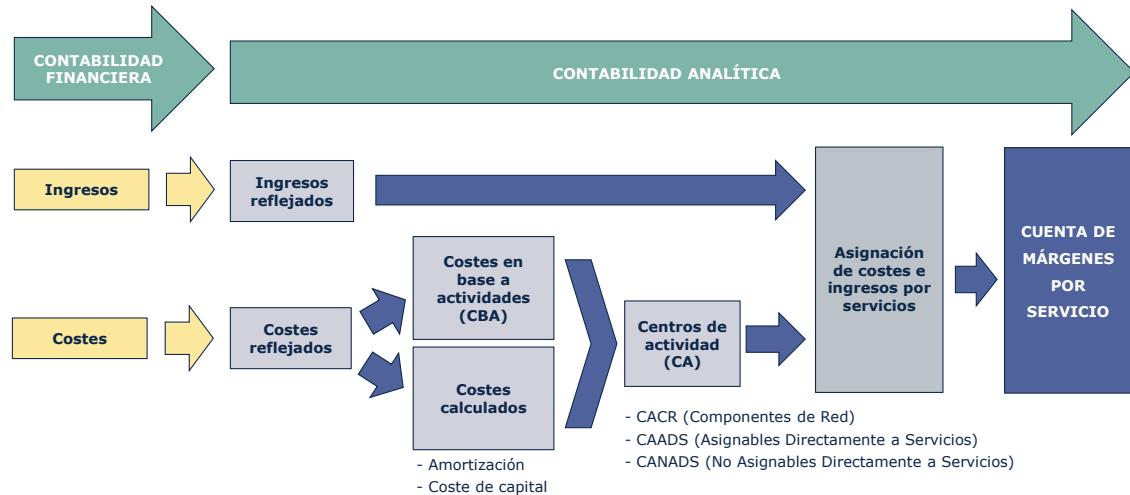 CONTABILIDAD
FINANCIERA
CONTABILIDAD ANALÍTICA
Ingresos
Ingresos
reflejados
Costes
Costes
reflejados
Costes en
base a
actividades
(CBA)
Costes
calculados
- Amortización
- Coste de capital
Centros de
actividad
(CA)
- CACR (Componentes de Red)
- CAADS (Asignables Directamente a Servicios)
- CANADS (No Asignables Directamente a Servicios)
Asignación
de costes e
ingresos por
servicios
CUENTA DE
MÁRGENES
POR
SERVICIO